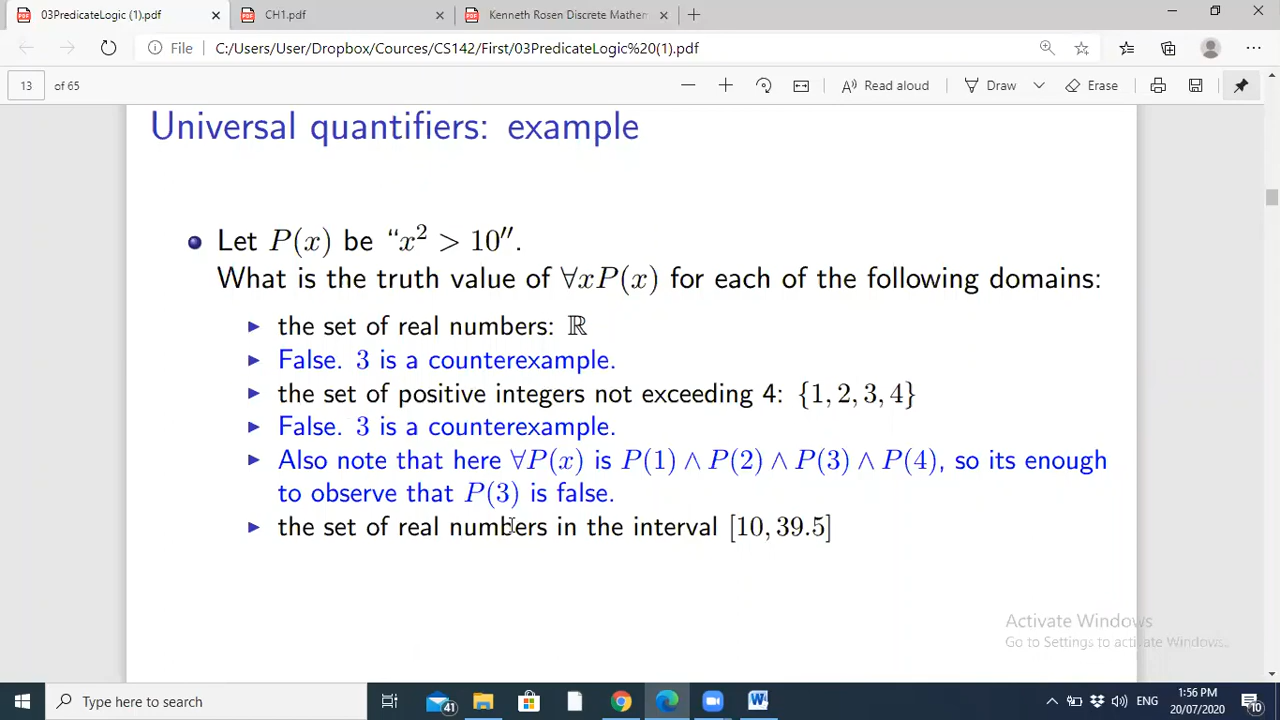 03PredicateLogic (1).pdf
CH1.pdf
Kenneth Rosen Discrete Mather
File
C:/Users/User/Dropbox/Cources/CS142/First/03PredicateLogic%20(1).pdf
13 of 65
Read aloud
Draw
Erase
Universal quantifiers: example
Let P(x) be “x² > 10″.
What is the truth value of ∀xP(x) for each of the following domains:
the set of real numbers: ℝ
False. 3 is a counterexample.
the set of positive integers not exceeding 4: {1, 2, 3, 4}
False. 3 is a counterexample.
Also note that here ∀P(x) is P(1) ∧ P(2) ∧ P(3) ∧ P(4), so its enough
to observe that P(3) is false.
the set of real numbers in the interval [10, 39.5]
Activate Windows
Go to Settings to activate Windows.
Type here to search
41
ENG
1:56 PM
20/07/2020
10